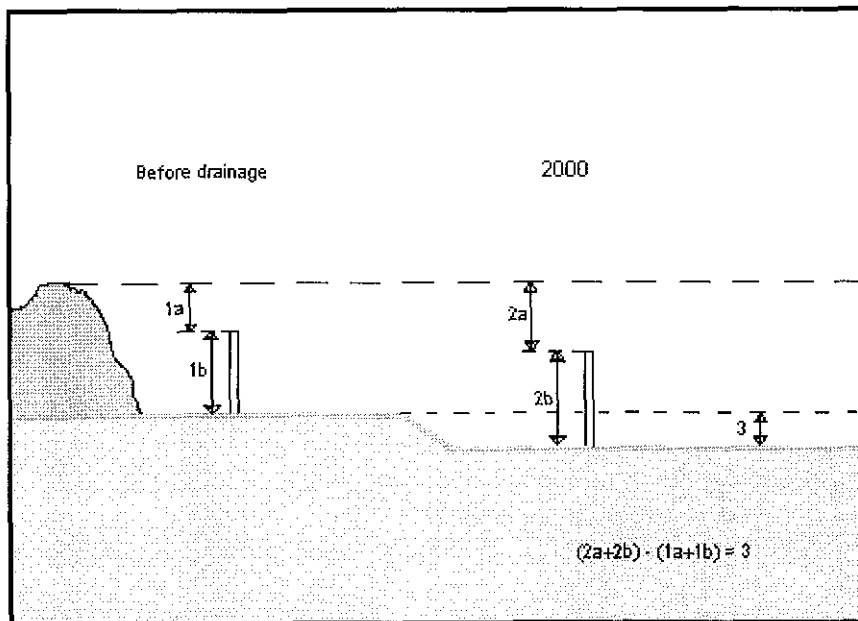 Before drainage
2000
1a
2a
1b
2b
3
(2a+2b) - (1a+1b) = 3